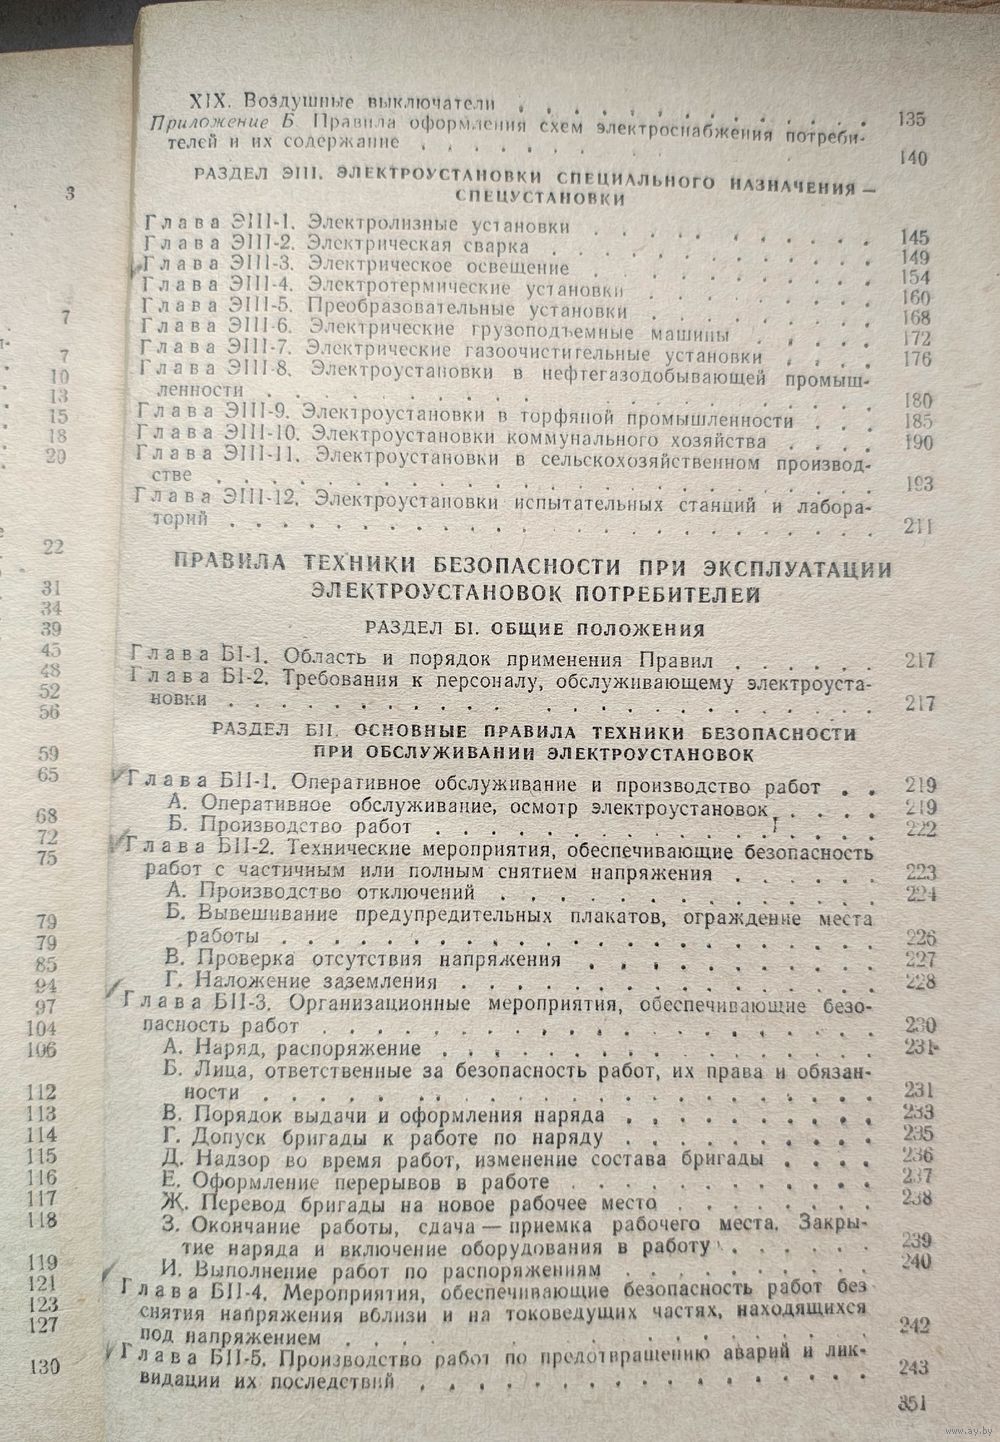 XIX. Воздушные выключатели . . . . . . . . . . . . . 135
Приложение Б. Правила оформления схем электроснабжения потреби-
телей и их содержание . . . . . . . 140
РАЗДЕЛ ЭIII. ЭЛЕКТРОУСТАНОВКИ СПЕЦИАЛЬНОГО НАЗНАЧЕНИЯ —
СПЕЦУСТАНОВКИ
Глава ЭIII-1. Электролизные установки . . . . . . . . . . 145
Глава ЭIII-2. Электрическая сварка . . . . . . . . . . . 149
Глава ЭIII-3. Электрическое освещение . . . . . . . . . . 154
Глава ЭIII-4. Электротермические установки . . . . . . . . 160
Глава ЭIII-5. Преобразовательные установки . . . . . . . . 168
Глава ЭIII-6. Электрические грузоподъемные машины . . . . . 172
Глава ЭIII-7. Электрические газоочистительные установки . . . . 176
Глава ЭIII-8. Электроустановки в нефтегазодобывающей промыш-
ленности . . . . . . . . . . . . . . . . 180
Глава ЭIII-9. Электроустановки в торфяной промышленности . . . 185
Глава ЭIII-10. Электроустановки коммунального хозяйства . . . . 190
Глава ЭIII-11. Электроустановки в сельскохозяйственном производ-
стве . . . . . . . . . . . . . . . . . . 193
Глава ЭIII-12. Электроустановки испытательных станций и лабора-
торий . . . . . . . . . . . . . . . . . 211
ПРАВИЛА ТЕХНИКИ БЕЗОПАСНОСТИ ПРИ ЭКСПЛУАТАЦИИ
ЭЛЕКТРОУСТАНОВОК ПОТРЕБИТЕЛЕЙ
РАЗДЕЛ БI. ОБЩИЕ ПОЛОЖЕНИЯ
Глава БI-1. Область и порядок применения Правил . . . . . . 217
Глава БI-2. Требования к персоналу, обслуживающему электроуста-
новки . . . . . . . . . . . . . . . . . 217
РАЗДЕЛ БII. ОСНОВНЫЕ ПРАВИЛА ТЕХНИКИ БЕЗОПАСНОСТИ
ПРИ ОБСЛУЖИВАНИИ ЭЛЕКТРОУСТАНОВОК
Глава БII-1. Оперативное обслуживание и производство работ . . 219
А. Оперативное обслуживание, осмотр электроустановок . . . . 219
Б. Производство работ . . . . . . . . . . . . . . . 222
Глава БII-2. Технические мероприятия, обеспечивающие безопасность
работ с частичным или полным снятием напряжения . . . . . . 223
А. Производство отключений . . . . . . . . . . . . . 224
Б. Вывешивание предупредительных плакатов, ограждение места
работы . . . . . . . . . . . . . . . . . . 226
В. Проверка отсутствия напряжения . . . . . . . . . . 227
Г. Наложение заземления . . . . . . . . . . . . . . 228
Глава БII-3. Организационные мероприятия, обеспечивающие безо-
пасность работ . . . . . . . . . . . . . . . . . 230
А. Наряд, распоряжение . . . . . . . . . . . . . . 231
Б. Лица, ответственные за безопасность работ, их права и обязан-
ности . . . . . . . . . . . . . . . . . . 231
В. Порядок выдачи и оформления наряда . . . . . . . . . 233
Г. Допуск бригады к работе по наряду . . . . . . . . . 235
Д. Надзор во время работ, изменение состава бригады . . . . 236
Е. Оформление перерывов в работе . . . . . . . . . . . 237
Ж. Перевод бригады на новое рабочее место . . . . . . . 238
З. Окончание работы, сдача — приемка рабочего места. Закры-
тие наряда и включение оборудования в работу . . . . . . 239
И. Выполнение работ по распоряжениям . . . . . . . . . 240
Глава БII-4. Мероприятия, обеспечивающие безопасность работ без
снятия напряжения вблизи и на токоведущих частях, находящихся
под напряжением . . . . . . . . . . . . . . . . 242
Глава БII-5. Производство работ по предотвращению аварий и лик-
видации их последствий . . . . . . . . . . . . . . 243
351
3
7
7
10
13
15
18
20
22
31
34
39
45
48
52
56
59
65
68
72
75
79
79
85
94
97
104
106
112
113
114
115
116
117
118
119
121
123
127
130
www.ay.by